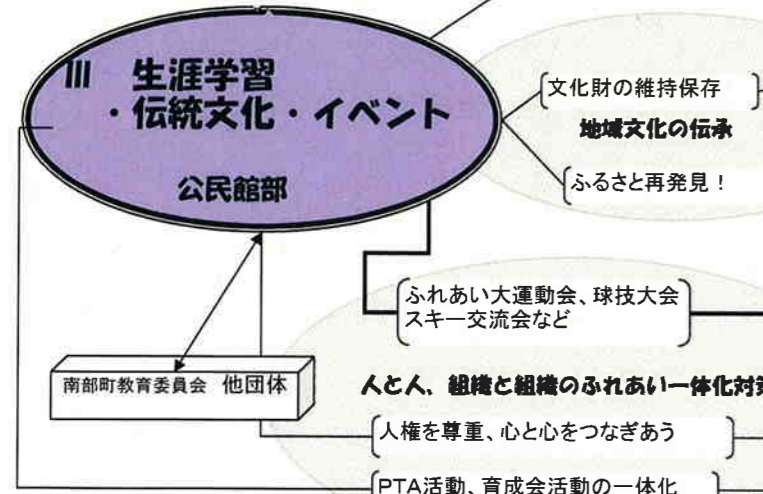 III 生涯学習
・伝統文化・イベント
公民館部
文化財の維持保存
地域文化の伝承
ふるさと再発見！
ふれあい大運動会、球技大会
スキー交流会など
南部町教育委員会 他団体
人と人、組織と組織のふれあい一体化対策
人権を尊重、心と心をつなぎあう
PTA活動、育成会活動の一体化